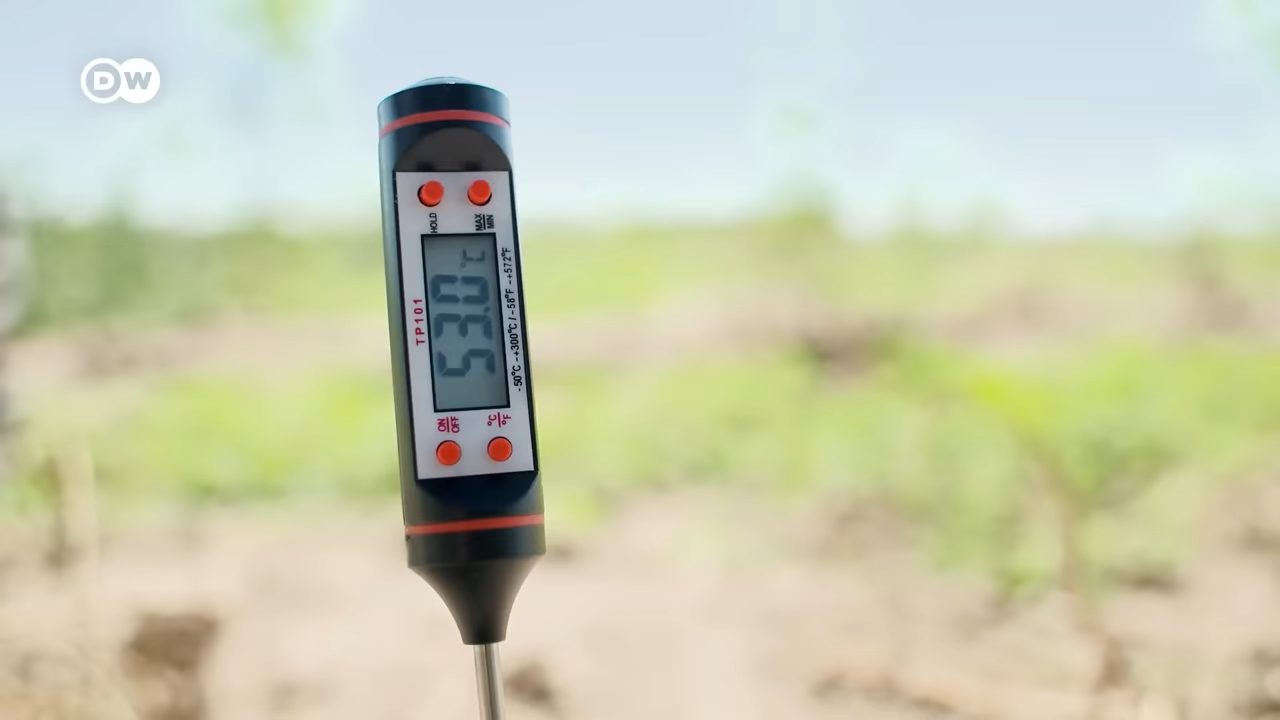 DW
HOLD
MAX
MIN
TP101
53.0 °C
-50°C -+300°C / -58°F -+572°F
ON
OFF
°C
°F